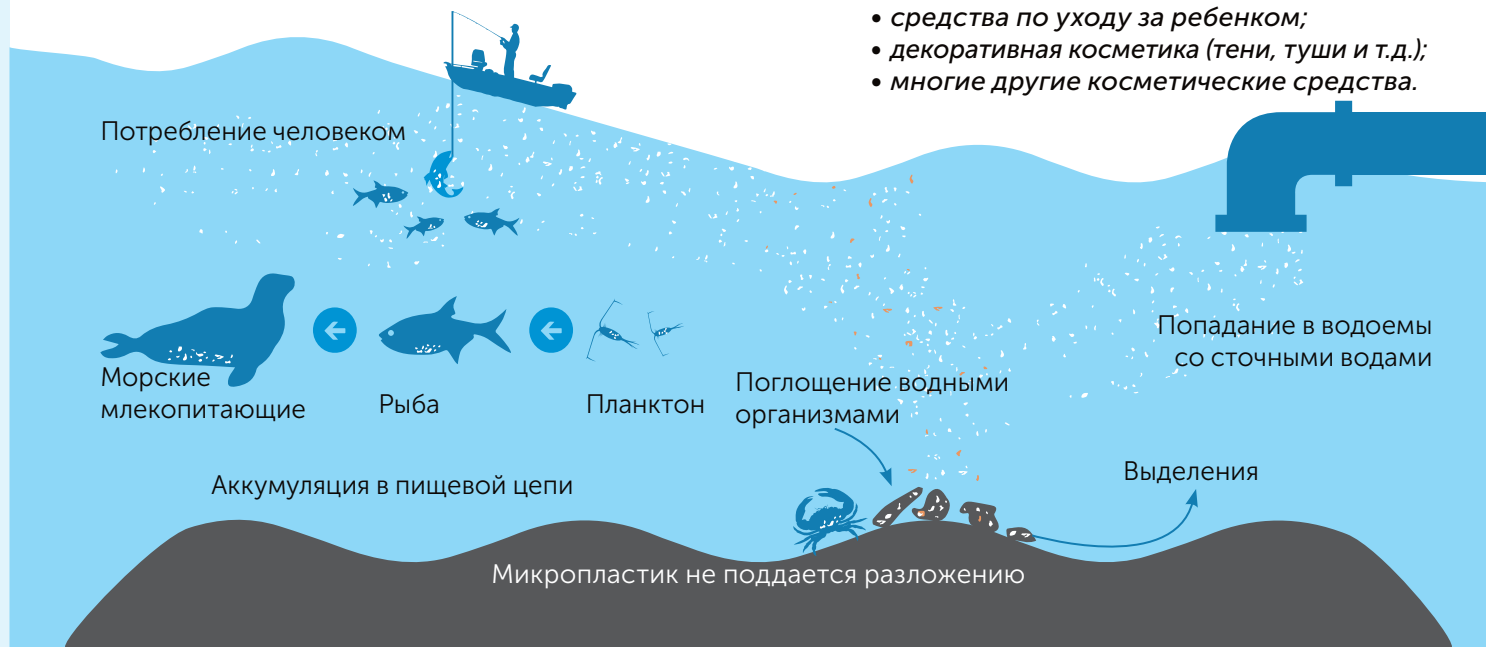 • средства по уходу за ребенком;
• декоративная косметика (тени, туши и т.д.);
• многие другие косметические средства.
Потребление человеком
Попадание в водоемы
со сточными водами
Морские
млекопитающие
Рыба
Планктон
Поглощение водными
организмами
Аккумуляция в пищевой цепи
Выделения
Микропластик не поддается разложению